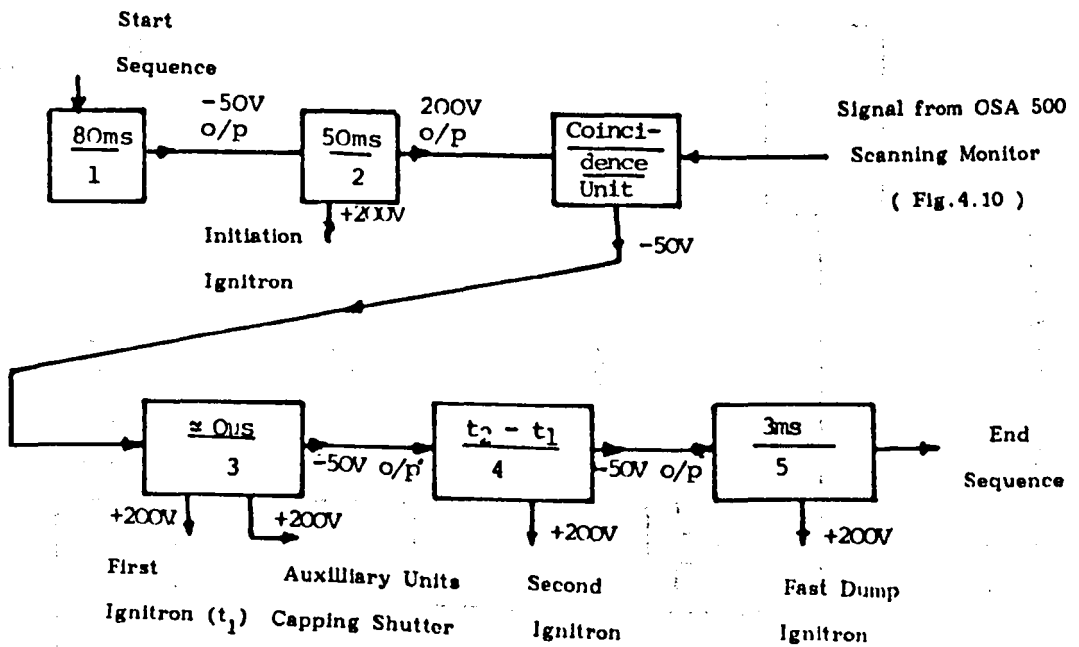 Start
Sequence
-50V
o/p
200V
o/p
80ms
1
50ms
2
Coinci-
dence
Unit
Signal from OSA 500
Scanning Monitor
( Fig.4.10 )
+200V
Initiation
Ignitron
-50V
≈ 0us
3
-50V o/p
t2 - t1
4
-50V o/p
3ms
5
End
Sequence
+200V
+200V
+200V
+200V
First
Ignitron (t1)
Auxilliary Units
Capping Shutter
Second
Ignitron
Fast Dump
Ignitron